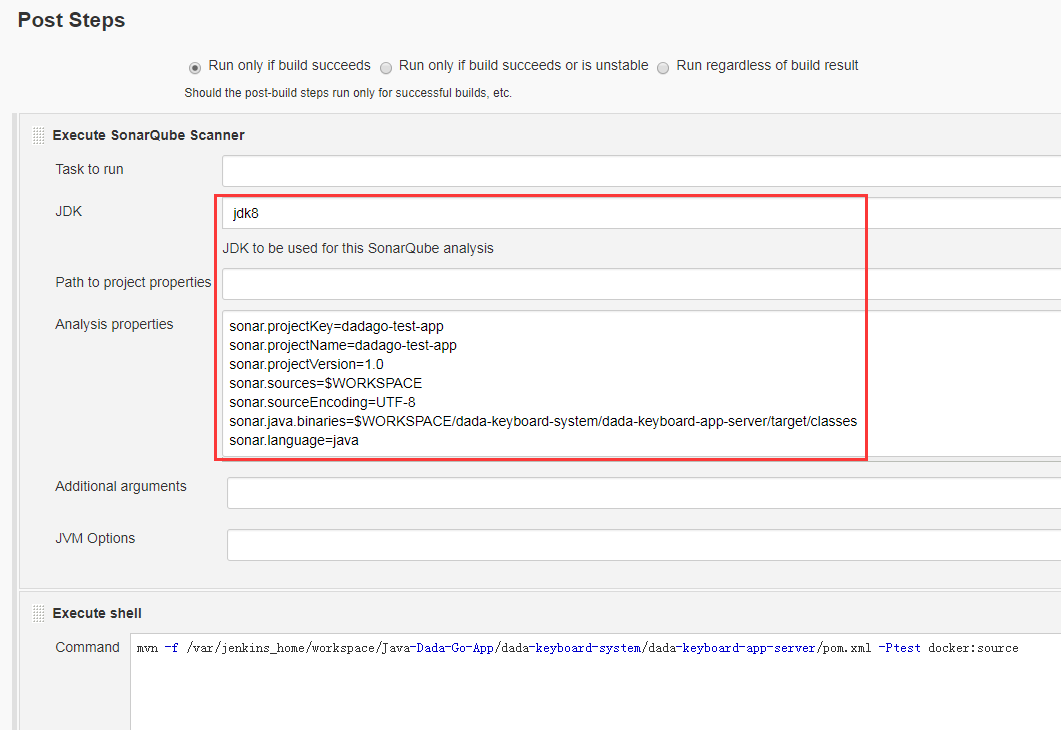 Post Steps
Run only if build succeeds Run only if build succeeds or is unstable Run regardless of build result
Should the post-build steps run only for successful builds, etc.
Execute SonarQube Scanner
Task to run
JDK
jdk8
JDK to be used for this SonarQube analysis
Path to project properties
Analysis properties
sonar.projectKey=dadago-test-app
sonar.projectName=dadago-test-app
sonar.projectVersion=1.0
sonar.sources=$WORKSPACE
sonar.sourceEncoding=UTF-8
sonar.java.binaries=$WORKSPACE/dada-keyboard-system/dada-keyboard-app-server/target/classes
sonar.language=java
Additional arguments
JVM Options
Execute shell
Command
mvn -f /var/jenkins_home/workspace/Java-Dada-Go-App/dada-keyboard-system/dada-keyboard-app-server/pom.xml -Ptest docker:source